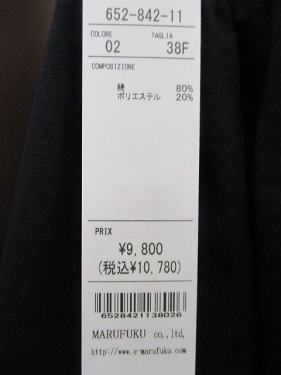 652-842-11
COLORE TAGLIA
02 38F
COMPOSIZIONE
綿 80%
ポリエステル 20%
PRIX
¥9,800
(税込¥10,780)
6528421138026
MARUFUKU co.,ltd.
http://www.e-marufuku.com